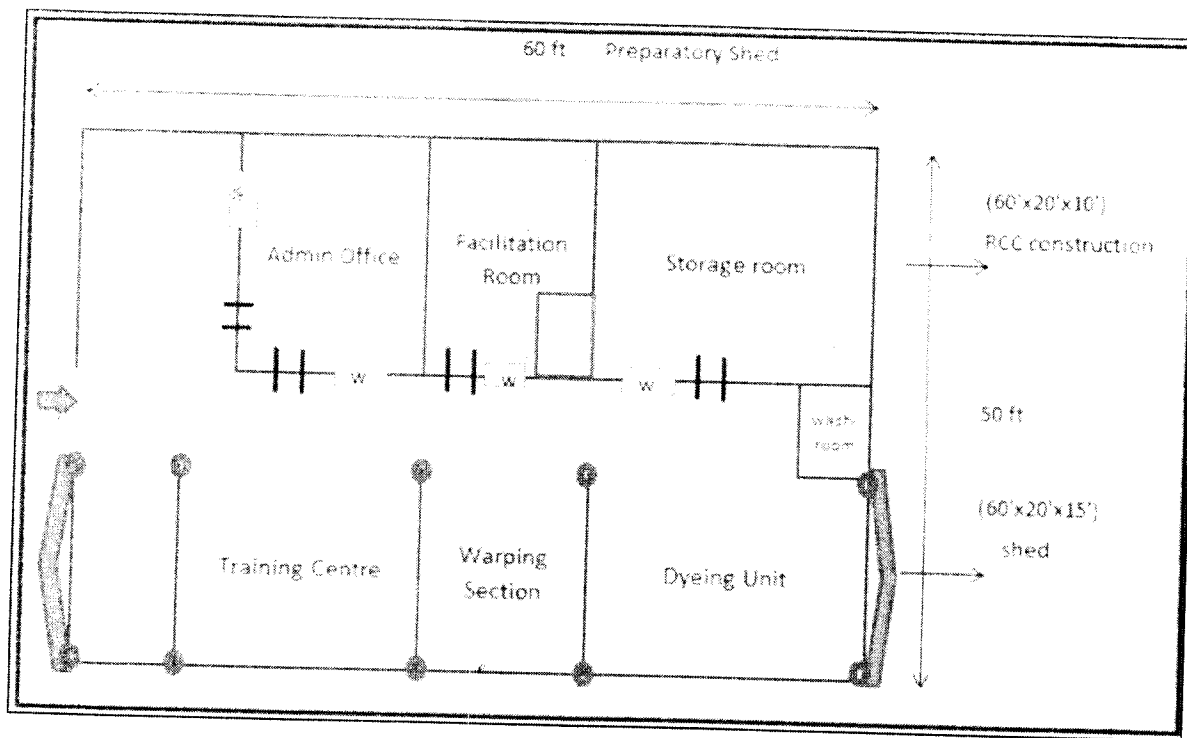 60 ft Preparatory Shed
(60'x20'x10')
RCC construction
Admin Office
Facilitation
Room
Storage room
W
W
W
wash-
room
50 ft
(60'x20'x15')
shed
Training Centre
Warping
Section
Dyeing Unit